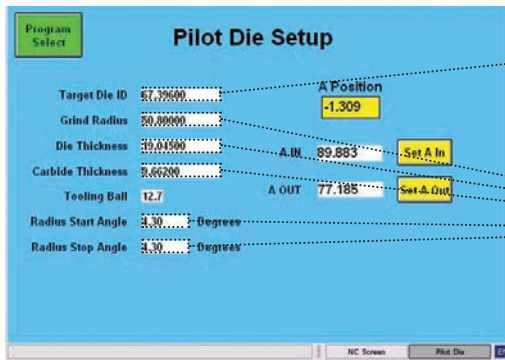 Program
Select
Pilot Die Setup
Target Die ID 67.39600
Grind Radius 50.80000
Die Thickness 19.04500
Carbide Thickness 9.66200
Tooling Ball 12.7
Radius Start Angle 4.30 Degrees
Radius Stop Angle 4.30 Degrees
A Position
-1.309
A IN 89.883 Set A In
A OUT 77.185 Set A Out
NC Screen Pilot Die